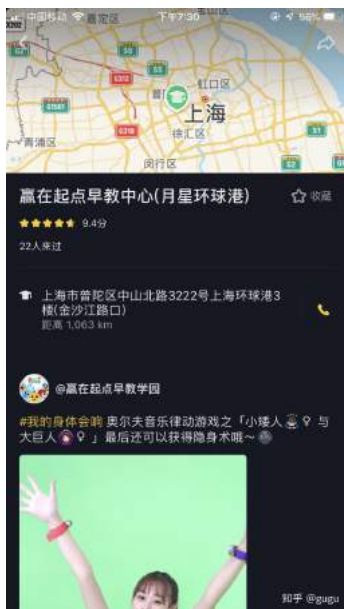 中国移动
下午7:30
56%
嘉定区
G312
虹口区
上海
徐汇区
青浦区
闵行区
S1
赢在起点早教中心(月星环球港)
收藏
9.4分
22人来过
上海市普陀区中山北路3222号上海环球港3
楼(金沙江路口)
距离 1,063 km
@赢在起点早教学园
#我的身体会响 奥尔夫音乐律动游戏之「小矮人 与
大巨人 」最后还可以获得隐身术哦~
知乎 @gugu